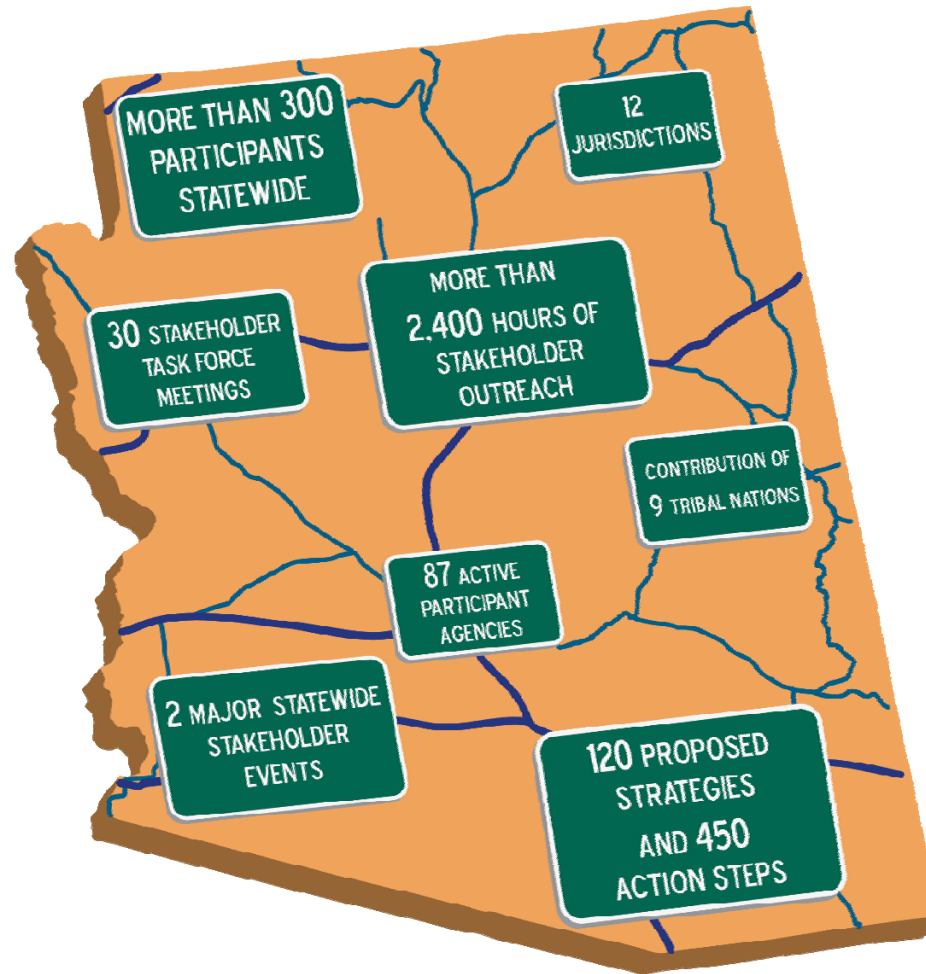 MORE THAN 300
PARTICIPANTS
STATEWIDE
12
JURISDICTIONS
30 STAKEHOLDER
TASK FORCE
MEETINGS
MORE THAN
2,400 HOURS OF
STAKEHOLDER
OUTREACH
CONTRIBUTION OF
9 TRIBAL NATIONS
87 ACTIVE
PARTICIPANT
AGENCIES
2 MAJOR STATEWIDE
STAKEHOLDER
EVENTS
120 PROPOSED
STRATEGIES
AND 450
ACTION STEPS